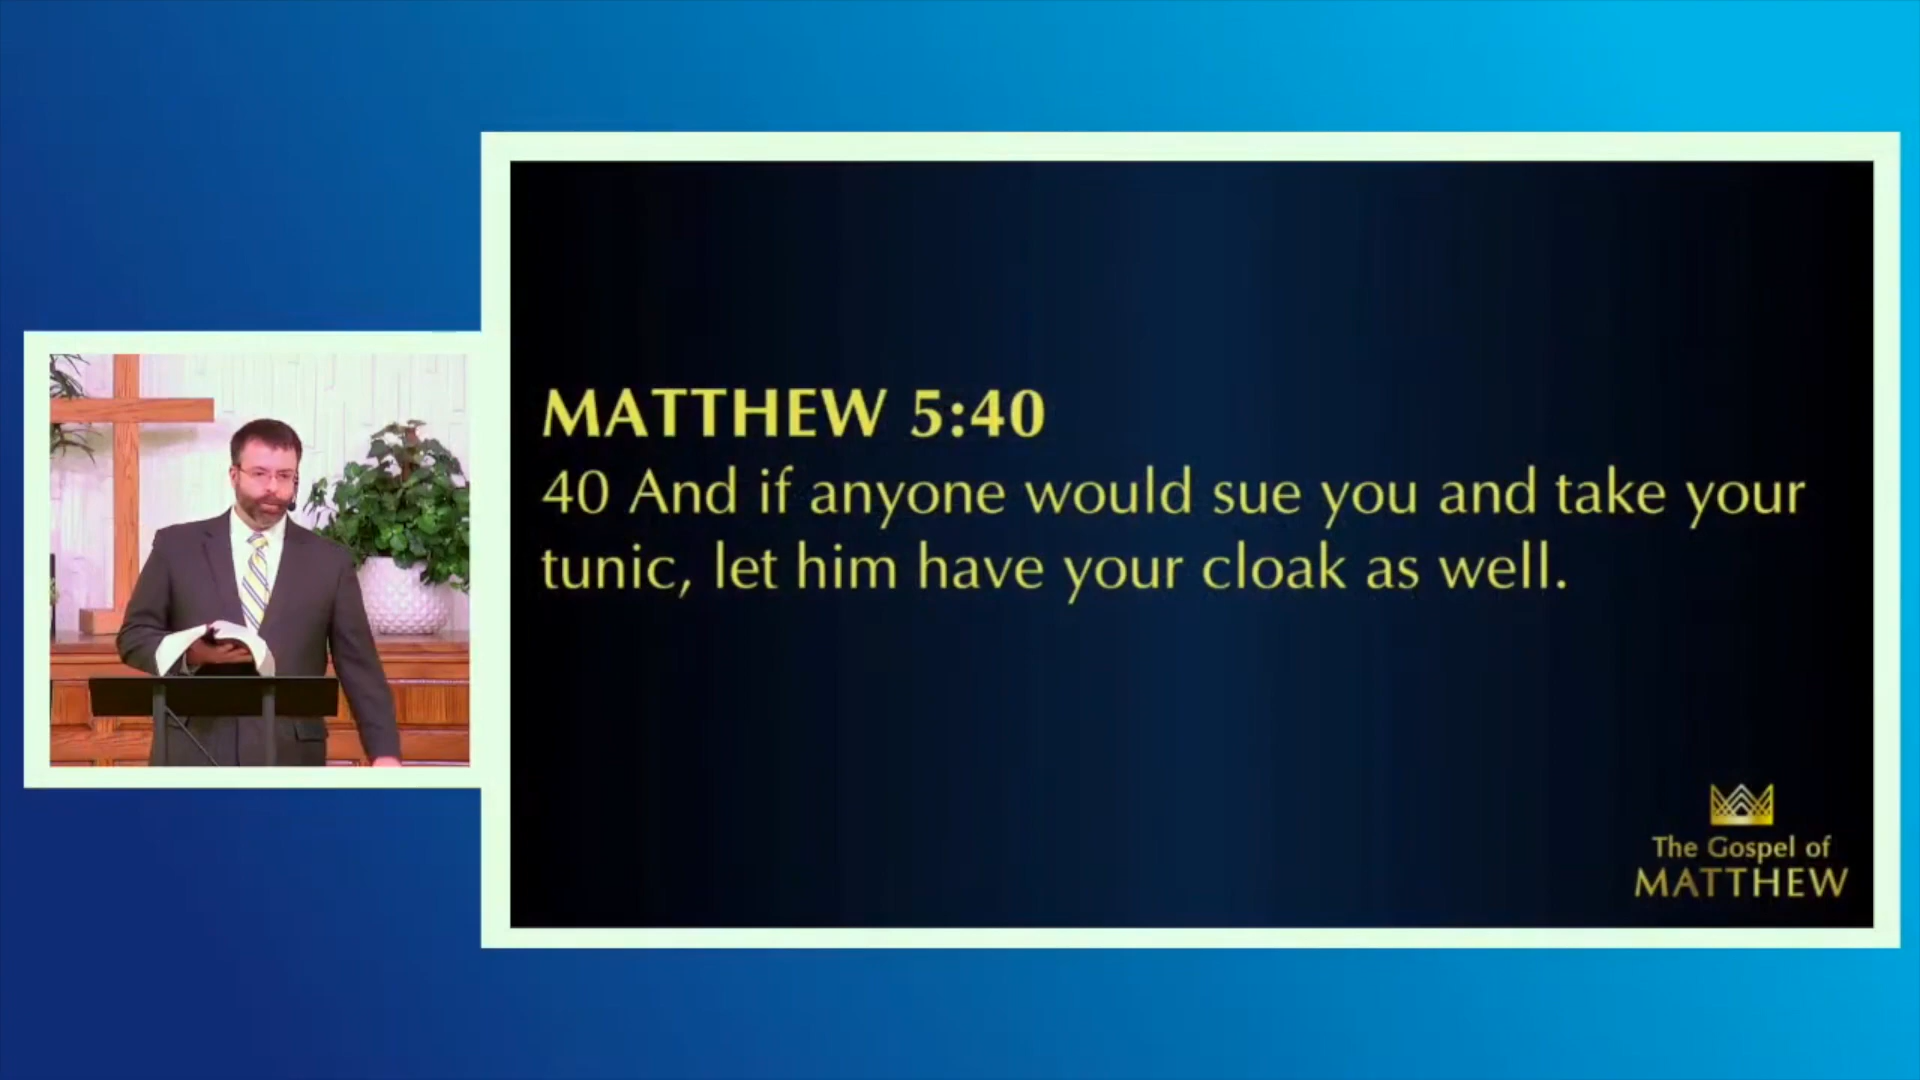 MATTHEW 5:40
40 And if anyone would sue you and take your
tunic, let him have your cloak as well.
The Gospel of
MATTHEW